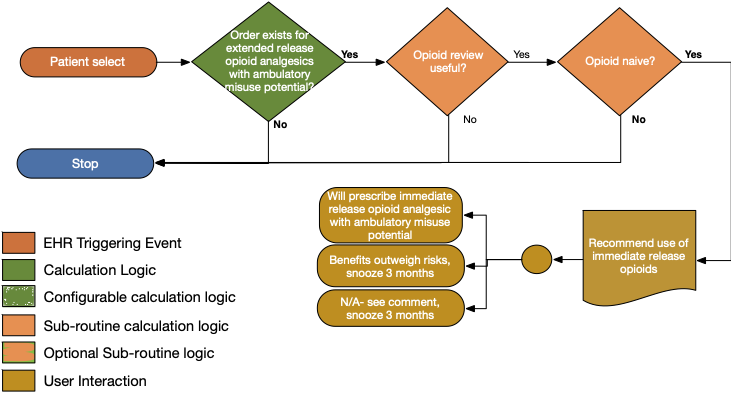 Order exists for
extended release
opioid analgesics
with ambulatory
misuse potential?
Patient select
Yes
Opioid review
useful?
Yes
Opioid naive?
Yes
No
No
No
Stop
Will prescribe immediate
release opioid analgesic
with ambulatory misuse
potential
Benefits outweigh risks,
snooze 3 months
N/A- see comment,
snooze 3 months
Recommend use of
immediate release
opioids
EHR Triggering Event
Calculation Logic
Configurable calculation logic
Sub-routine calculation logic
Optional Sub-routine logic
User Interaction